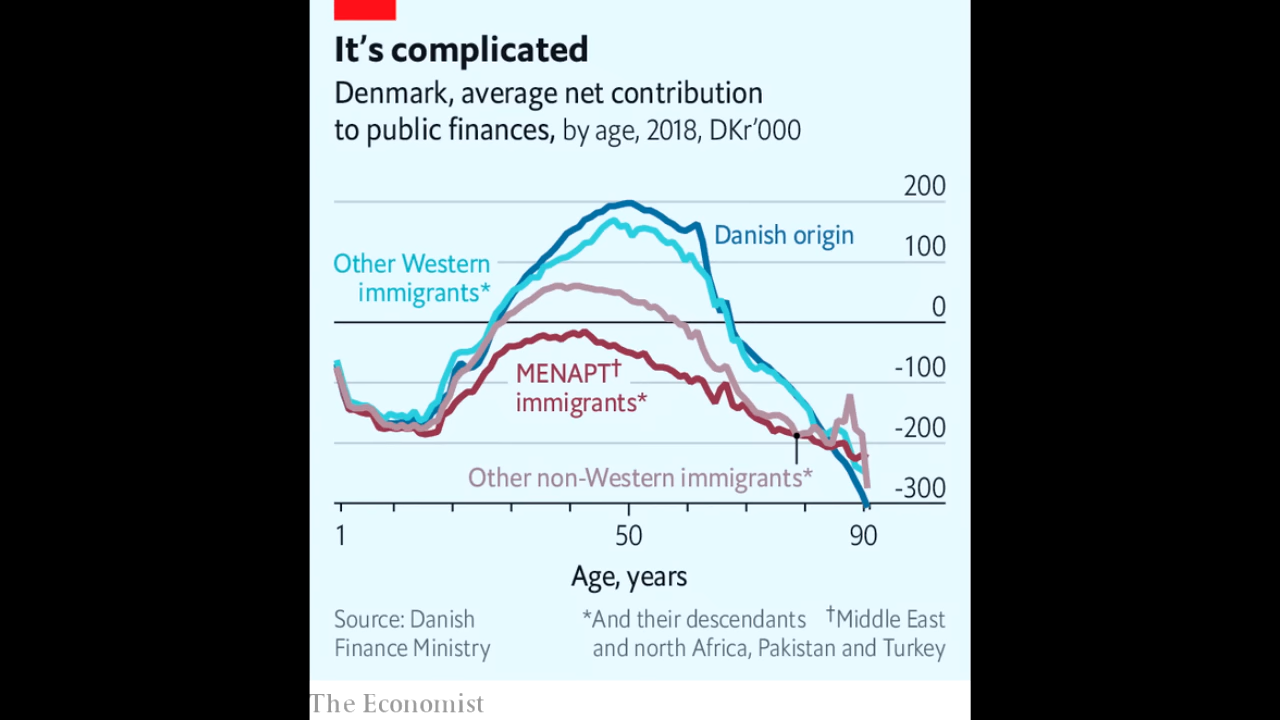 It's complicated
Denmark, average net contribution
to public finances, by age, 2018, DKr'000
200
Danish origin
100
Other Western
immigrants*
0
-100
MENAPT†
immigrants*
-200
Other non-Western immigrants*
-300
1 50 90
Age, years
Source: Danish
Finance Ministry
*And their descendants †Middle East
and north Africa, Pakistan and Turkey
The Economist